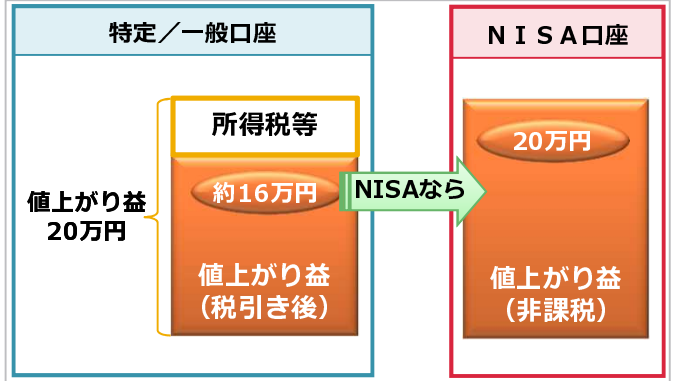 特定／一般口座
所得税等
約16万円
値上がり益
20万円
値上がり益
（税引き後）
NISAなら
ＮＩＳＡ口座
20万円
値上がり益
（非課税）